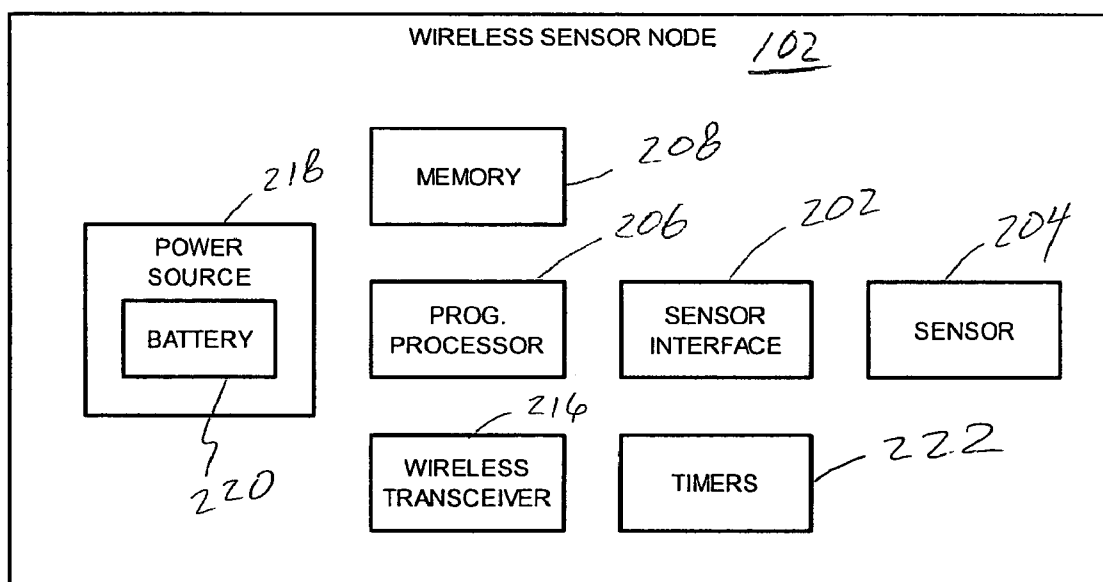 WIRELESS SENSOR NODE 102
208
MEMORY
218
POWER
SOURCE
BATTERY
220
206
PROG.
PROCESSOR
202
SENSOR
INTERFACE
204
SENSOR
216
WIRELESS
TRANSCEIVER
222
TIMERS